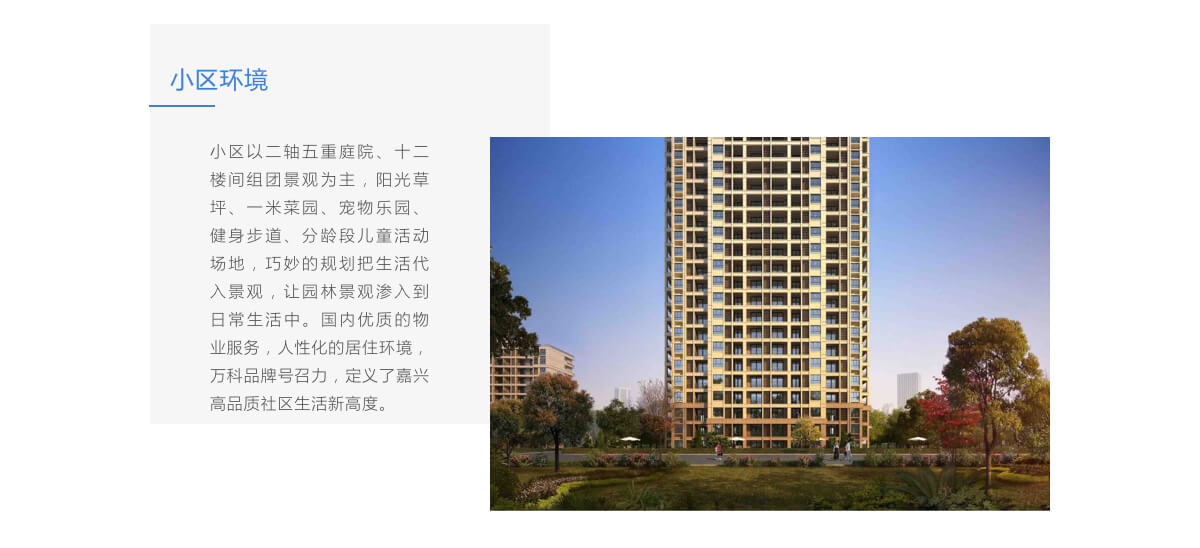 小区环境
小区以二轴五重庭院、十二
楼间组团景观为主，阳光草
坪、一米菜园、宠物乐园、
健身步道、分龄段儿童活动
场地，巧妙的规划把生活代
入景观，让园林景观渗入到
日常生活中。国内优质的物
业服务，人性化的居住环境，
万科品牌号召力，定义了嘉兴
高品质社区生活新高度。